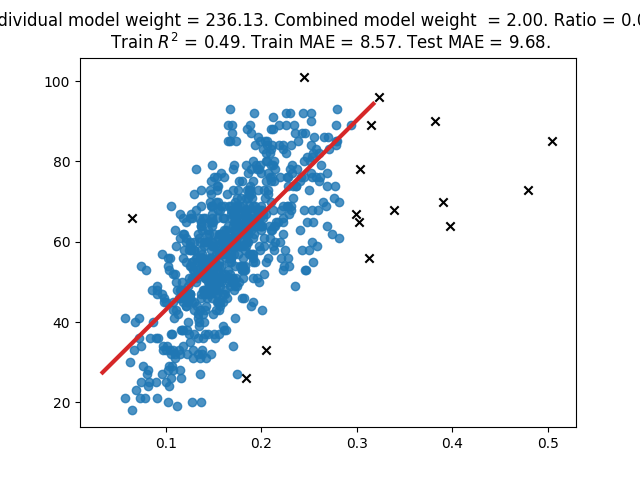 dividual model weight = 236.13. Combined model weight = 2.00. Ratio = 0.0
Train R² = 0.49. Train MAE = 8.57. Test MAE = 9.68.
100
80
60
40
20
0.1 0.2 0.3 0.4 0.5